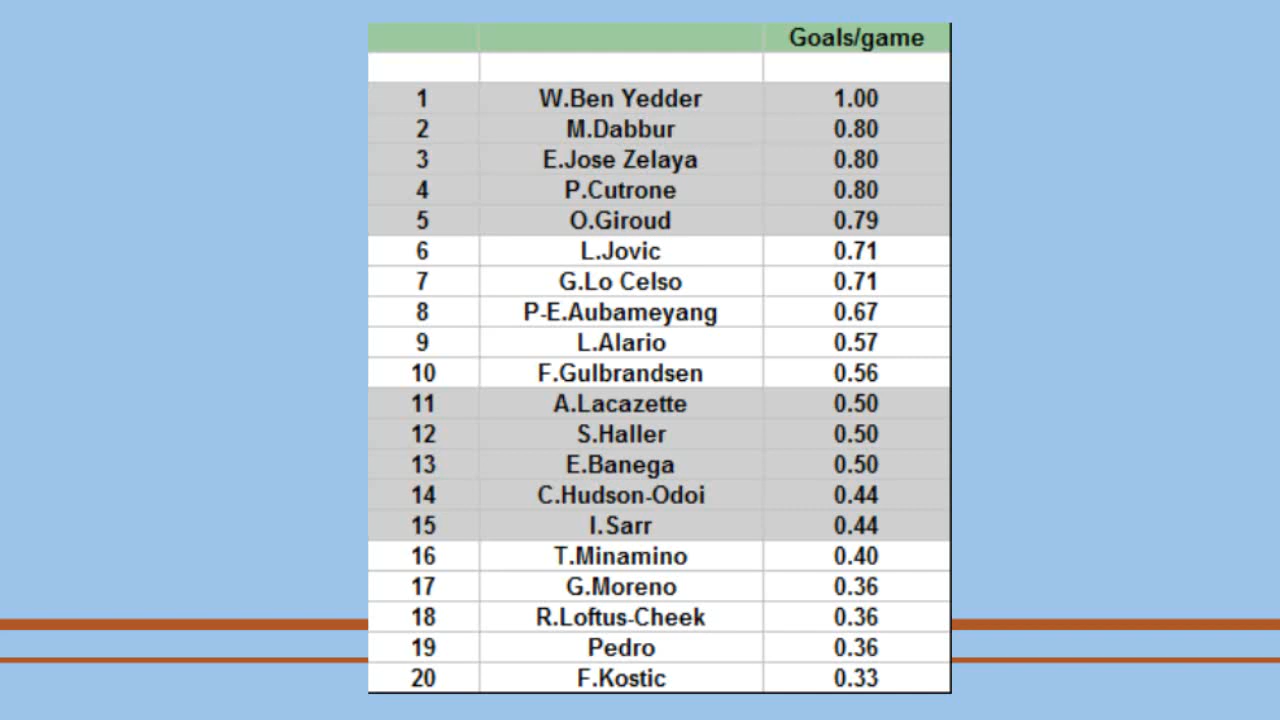 Goals/game
1 W.Ben Yedder 1.00
2 M.Dabbur 0.80
3 E.Jose Zelaya 0.80
4 P.Cutrone 0.80
5 O.Giroud 0.79
6 L.Jovic 0.71
7 G.Lo Celso 0.71
8 P-E.Aubameyang 0.67
9 L.Alario 0.57
10 F.Gulbrandsen 0.56
11 A.Lacazette 0.50
12 S.Haller 0.50
13 E.Banega 0.50
14 C.Hudson-Odoi 0.44
15 I.Sarr 0.44
16 T.Minamino 0.40
17 G.Moreno 0.36
18 R.Loftus-Cheek 0.36
19 Pedro 0.36
20 F.Kostic 0.33